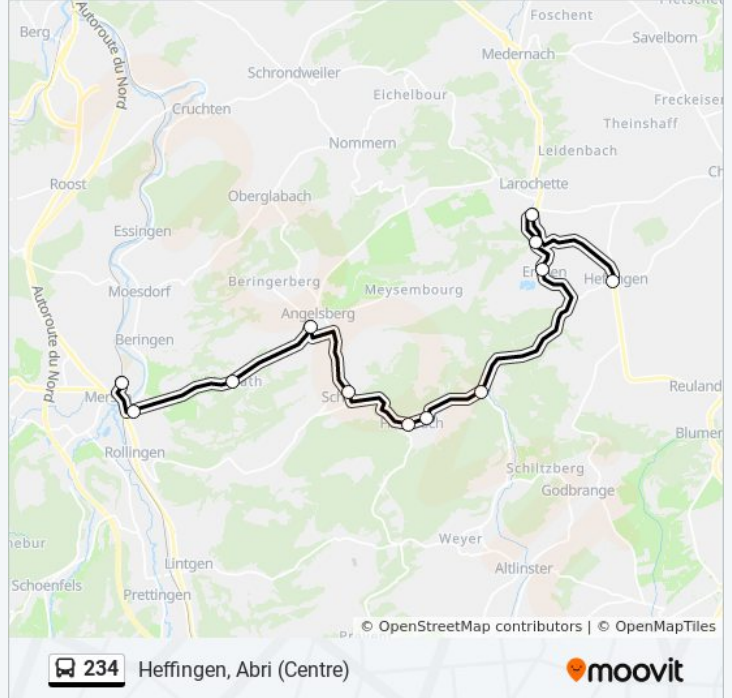 Foschent
Autoroute du Nord
Berg
Savelborn
Medernach
Schrondweiler
Eichelbour
Cruchten
Theinshaff
Nommern
Leidenbach
Roost
Larochette
Oberglabach
Essingen
Beringerberg
Moesdorf
Meysembourg
Autoroute du Nord
Angelsberg
Beringen
Reuland
Rollingen
Schiltzberg
Godbrange
Weyer
Lintgen
Altlinster
Schoenfels
Prettingen
© OpenStreetMap contributors | © OpenMapTiles
234 Heffingen, Abri (Centre)
moovit